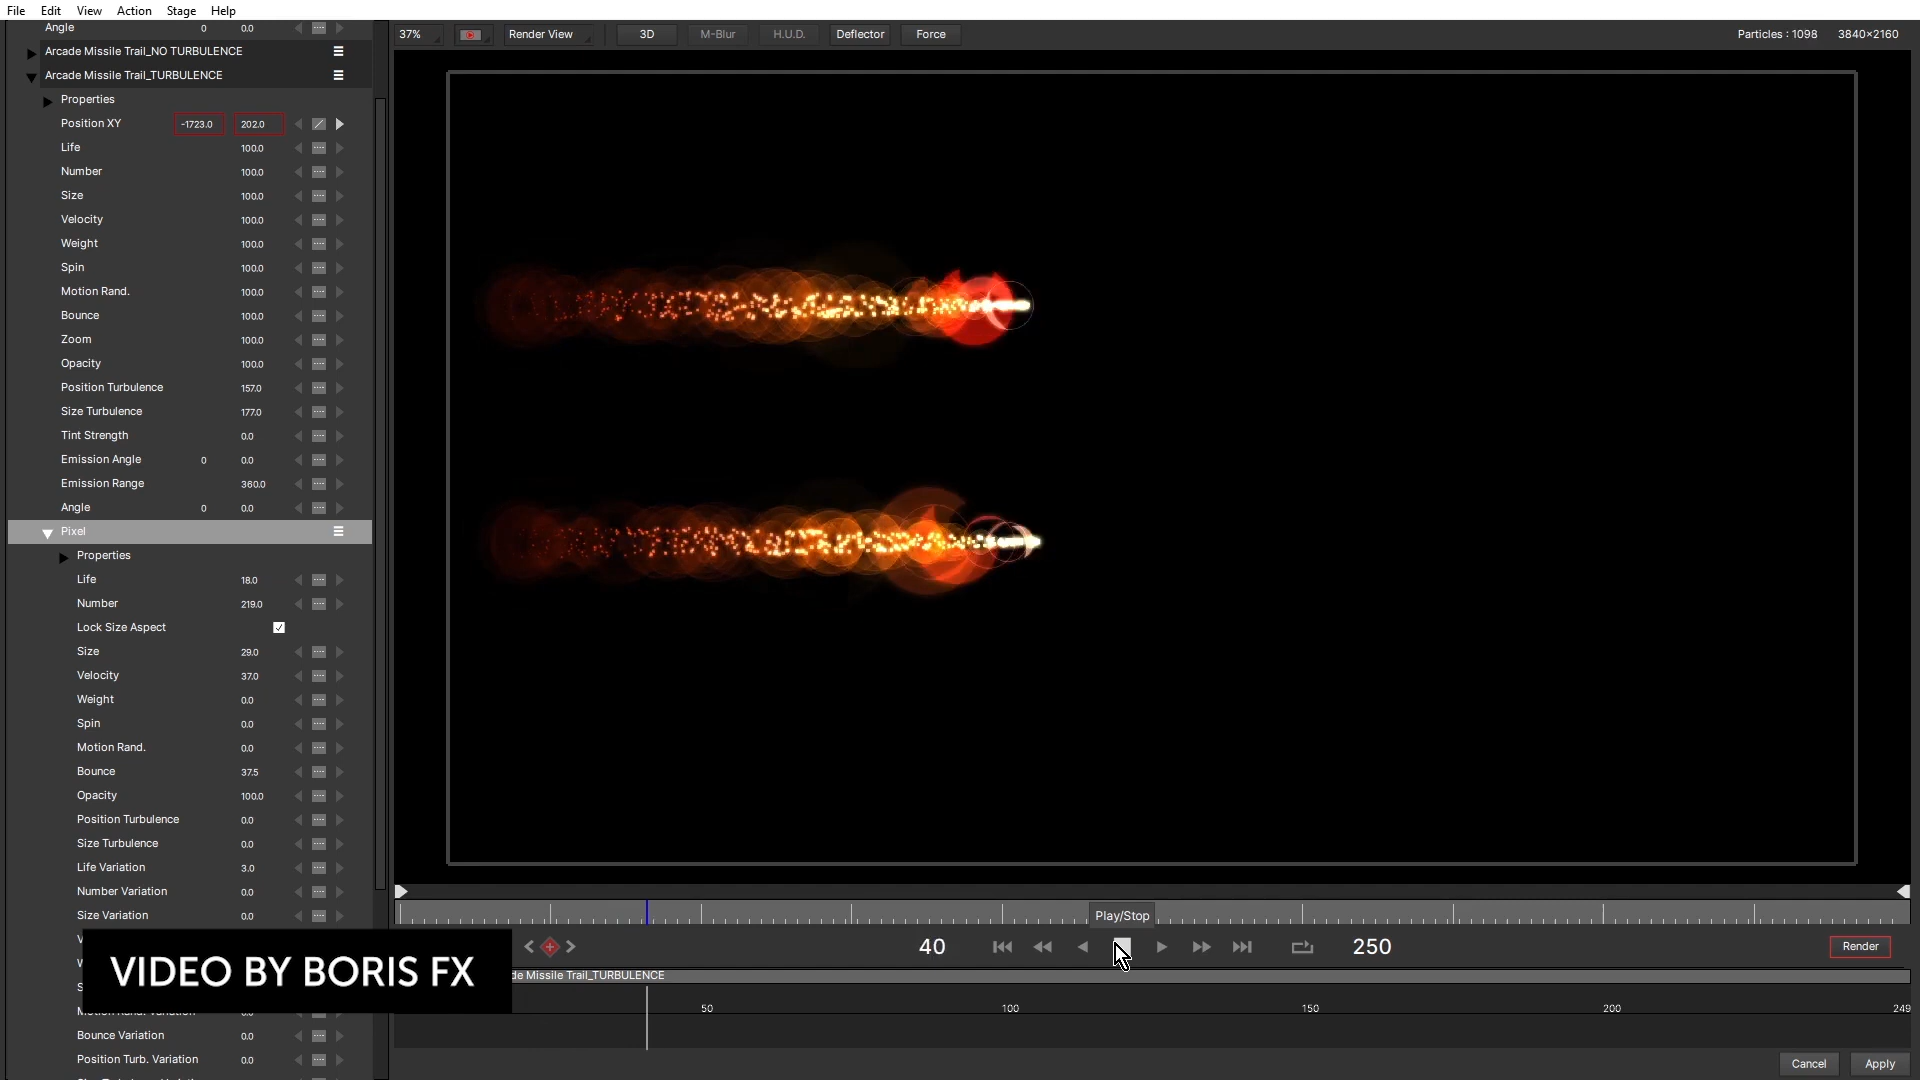 File Edit View Action Stage Help
Angle 0 0.0
Arcade Missile Trail_NO TURBULENCE
Arcade Missile Trail_TURBULENCE
Properties
Position XY -1723.0 202.0
Life 100.0
Number 100.0
Size 100.0
Velocity 100.0
Weight 100.0
Spin 100.0
Motion Rand. 100.0
Bounce 100.0
Zoom 100.0
Opacity 100.0
Position Turbulence 157.0
Size Turbulence 177.0
Tint Strength 0.0
Emission Angle 0 0.0
Emission Range 360.0
Angle 0 0.0
Pixel
Properties
Life 18.0
Number 219.0
Lock Size Aspect
Size 29.0
Velocity 37.0
Weight 0.0
Spin 0.0
Motion Rand. 0.0
Bounce 37.5
Opacity 100.0
Position Turbulence 0.0
Size Turbulence 0.0
Life Variation 3.0
Number Variation 0.0
Size Variation 0.0
Bounce Variation 0.0
Position Turb. Variation 0.0
VIDEO BY BORIS FX
37% Render View 3D M-Blur H.U.D. Deflector Force Particles : 1098 3840×2160
Play/Stop
40 250 Render
de Missile Trail_TURBULENCE
50 100 150 200 249
Cancel Apply